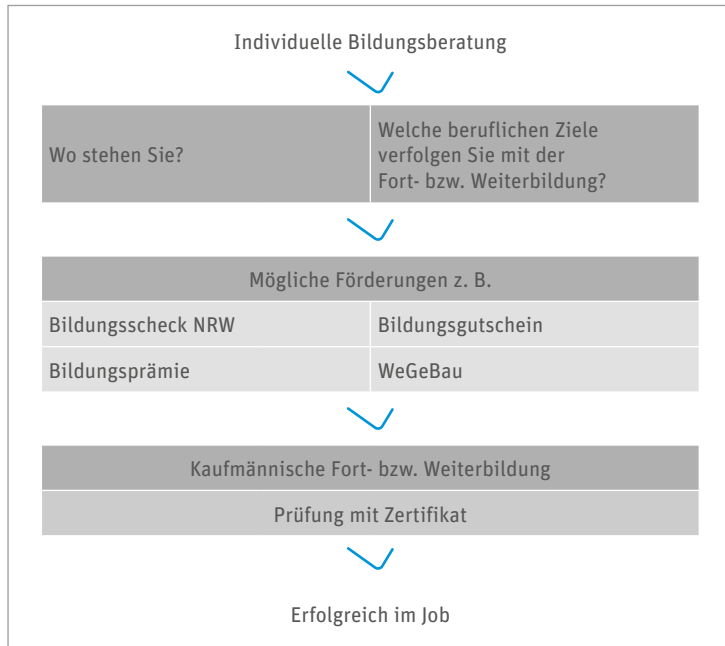 Individuelle Bildungsberatung
Wo stehen Sie?
Welche beruflichen Ziele
verfolgen Sie mit der
Fort- bzw. Weiterbildung?
Mögliche Förderungen z. B.
Bildungsscheck NRW
Bildungsgutschein
Bildungsprämie
WeGeBau
Kaufmännische Fort- bzw. Weiterbildung
Prüfung mit Zertifikat
Erfolgreich im Job